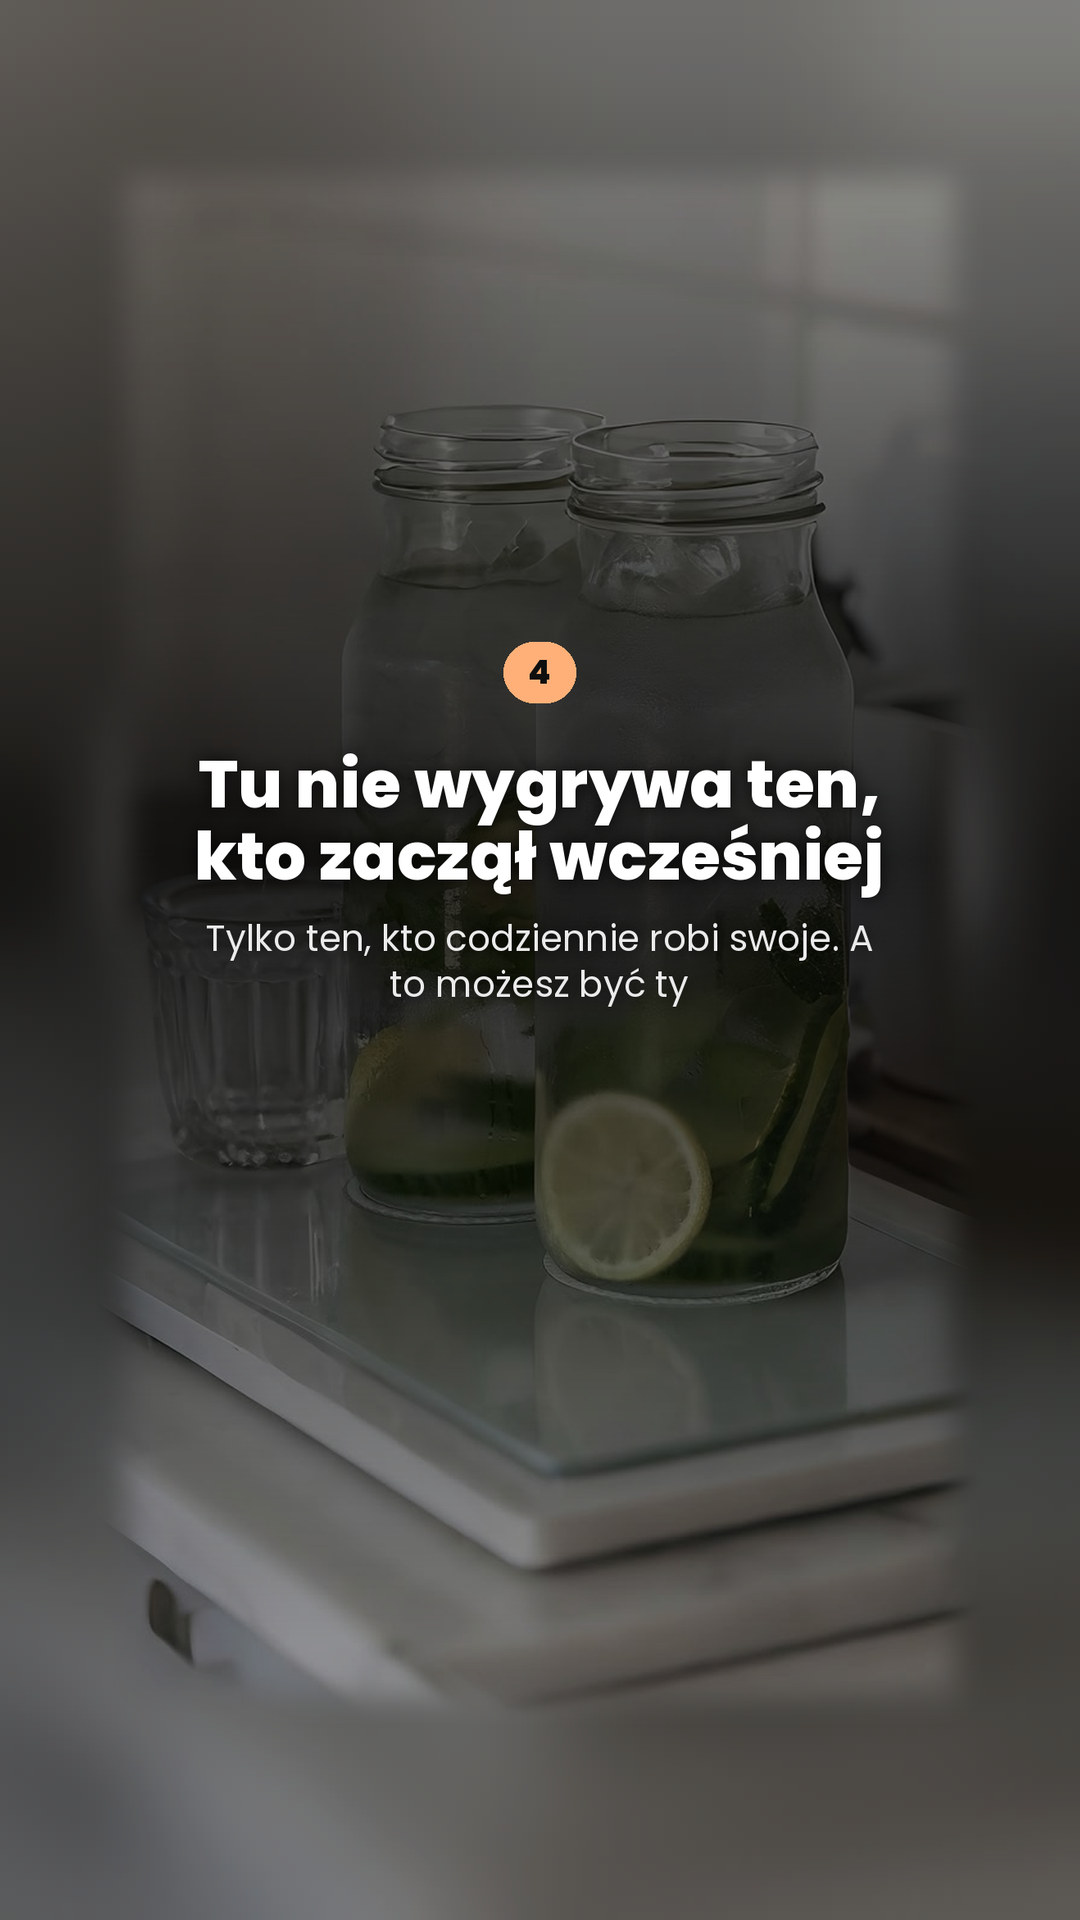 4
Tu nie wygrywa ten,
kto zaczął wcześniej
Tylko ten, kto codziennie robi swoje. A
to możesz być ty